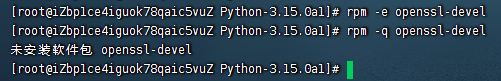 [root@iZbp1ce4iguok78qaic5vuZ Python-3.15.0a1]# rpm -e openssl-devel
[root@iZbp1ce4iguok78qaic5vuZ Python-3.15.0a1]# rpm -q openssl-devel
未安装软件包 openssl-devel
[root@iZbp1ce4iguok78qaic5vuZ Python-3.15.0a1]#